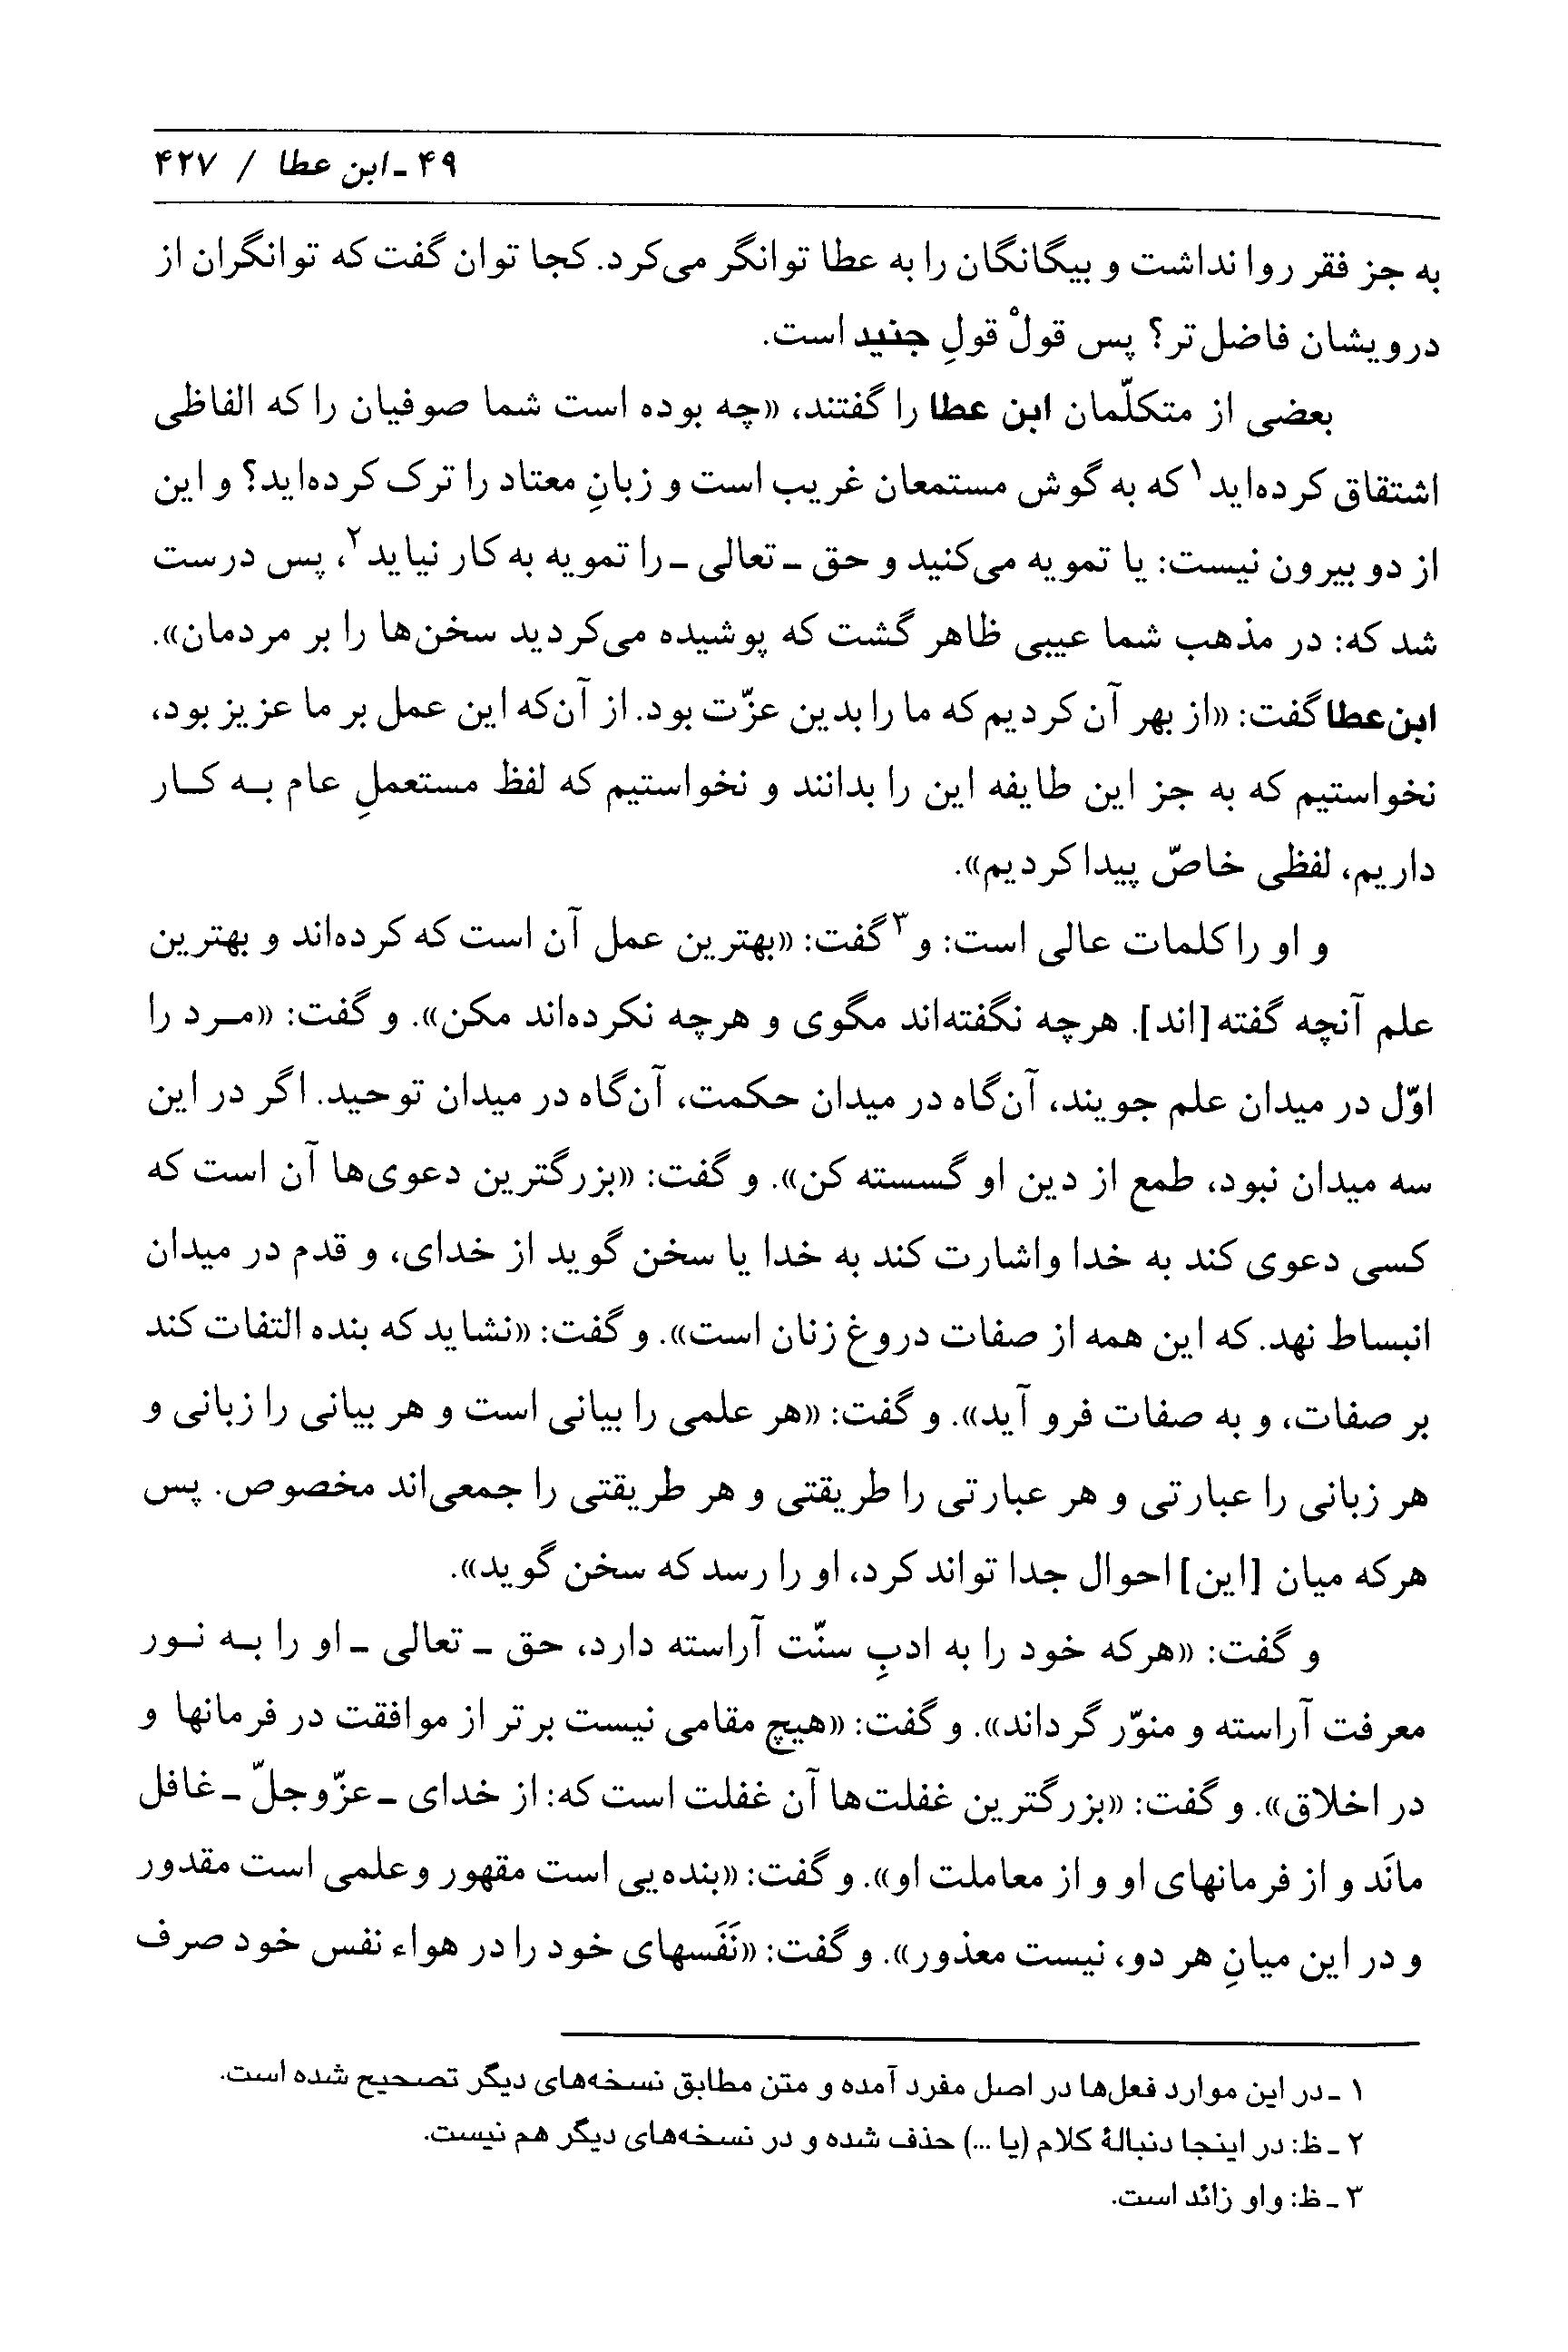 ۴۹ ـ ابن عطا / ۴۲۷
به جز فقر روا نداشت و بیگانگان را به عطا توانگر می‌کرد. کجا توان گفت که توانگران از
درویشان فاضل‌تر؟ پس قولْ قولِ جنید است.
بعضی از متکلّمان ابن عطا را گفتند، «چه بوده است شما صوفیان را که الفاظی
اشتقاق کرده‌اید۱ که به گوش مستمعان غریب است و زبانِ معتاد را ترک کرده‌اید؟ و این
از دو بیرون نیست: یا تمویه می‌کنید و حق ـ تعالی ـ را تمویه به کار نیاید۲، پس درست
شد که: در مذهب شما عیبی ظاهر گشت که پوشیده می‌کردید سخن‌ها را بر مردمان».
ابن‌عطا گفت: «از بهر آن کردیم که ما را بدین عزّت بود. از آن‌که این عمل بر ما عزیز بود،
نخواستیم که به جز این طایفه این را بدانند و نخواستیم که لفظ مستعملِ عام به کار
داریم، لفظی خاصّ پیدا کردیم».
و او را کلمات عالی است: و۳ گفت: «بهترین عمل آن است که کرده‌اند و بهترین
علم آنچه گفته[اند]. هرچه نگفته‌اند مگوی و هرچه نکرده‌اند مکن». و گفت: «مرد را
اوّل در میدان علم جویند، آن‌گاه در میدان حکمت، آن‌گاه در میدان توحید. اگر در این
سه میدان نبود، طمع از دین او گسسته کن». و گفت: «بزرگترین دعوی‌ها آن است که
کسی دعوی کند به خدا واشارت کند به خدا یا سخن گوید از خدای، و قدم در میدان
انبساط نهد. که این همه از صفات دروغ زنان است». و گفت: «نشاید که بنده التفات کند
بر صفات، و به صفات فرو آید». و گفت: «هر علمی را بیانی است و هر بیانی را زبانی و
هر زبانی را عبارتی و هر عبارتی را طریقتی و هر طریقتی را جمعی‌اند مخصوص. پس
هرکه میان [این] احوال جدا تواند کرد، او را رسد که سخن گوید».
و گفت: «هرکه خود را به ادبِ سنّت آراسته دارد، حق ـ تعالی ـ او را به نور
معرفت آراسته و منوّر گرداند». و گفت: «هیچ مقامی نیست برتر از موافقت در فرمانها و
در اخلاق». و گفت: «بزرگترین غفلت‌ها آن غفلت است که: از خدای ـ عزّوجلّ ـ غافل
مانَد و از فرمانهای او و از معاملت او». و گفت: «بنده‌یی است مقهور وعلمی است مقدور
و در این میانِ هر دو، نیست معذور». و گفت: «نَفَسهای خود را در هواء نفس خود صرف
۱ ـ در این موارد فعل‌ها در اصل مفرد آمده و متن مطابق نسخه‌های دیگر تصحیح شده است.
۲ ـ ظ: در اینجا دنبالهٔ کلام (یا ...) حذف شده و در نسخه‌های دیگر هم نیست.
۳ ـ ظ: واو زائد است.